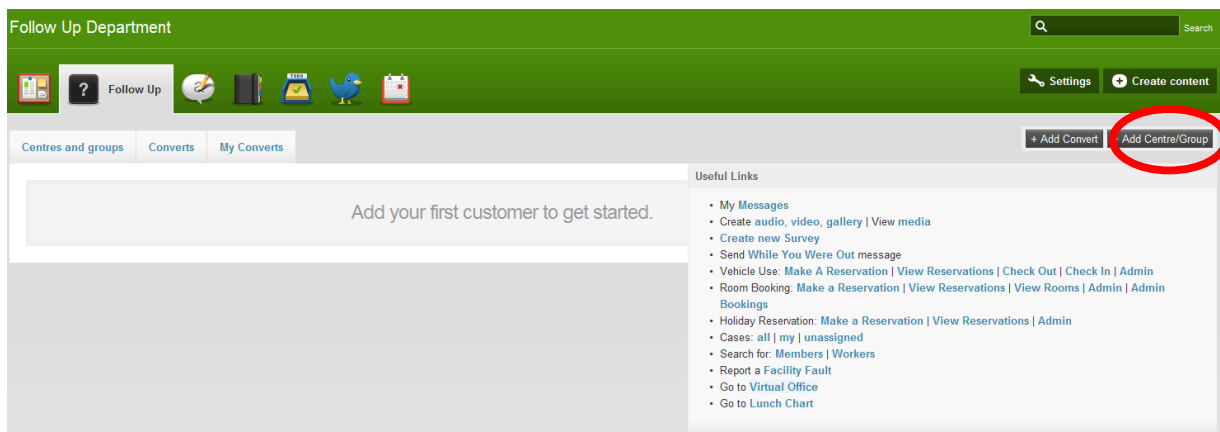 Follow Up Department
Search
? Follow Up
TODO
Settings
Create content
Centres and groups
Converts
My Converts
+ Add Convert
Add Centre/Group
Add your first customer to get started.
Useful Links
• My Messages
• Create audio, video, gallery | View media
• Create new Survey
• Send While You Were Out message
• Vehicle Use: Make A Reservation | View Reservations | Check Out | Check In | Admin
• Room Booking: Make a Reservation | View Reservations | View Rooms | Admin | Admin
Bookings
• Holiday Reservation: Make a Reservation | View Reservations | Admin
• Cases: all | my | unassigned
• Search for: Members | Workers
• Report a Facility Fault
• Go to Virtual Office
• Go to Lunch Chart